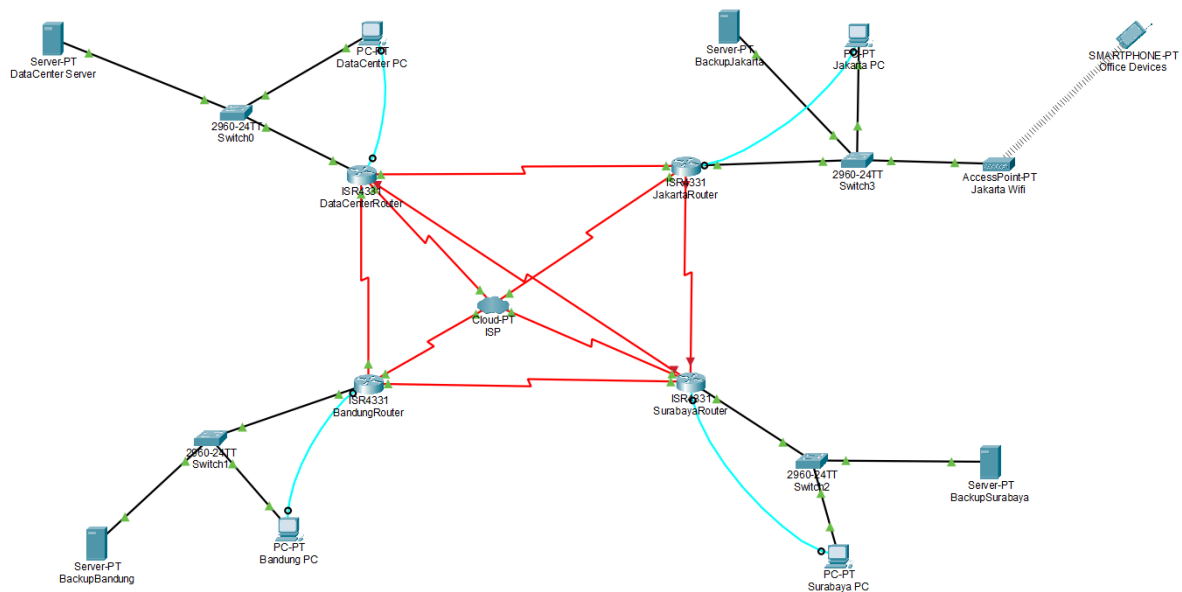 Server-PT
DataCenter Server
PC-PT
DataCenter PC
2960-24TT
Switch0
ISR4331
DataCenterRouter
Server-PT
BackupJakarta
PC-PT
Jakarta PC
SMARTPHONE-PT
Office Devices
ISR4331
JakartaRouter
2960-24TT
Switch3
AccessPoint-PT
Jakarta Wifi
Cloud-PT
ISP
ISR4331
BandungRouter
2960-24TT
Switch1
Server-PT
BackupBandung
PC-PT
Bandung PC
ISR4331
SurabayaRouter
2960-24TT
Switch2
Server-PT
BackupSurabaya
PC-PT
Surabaya PC